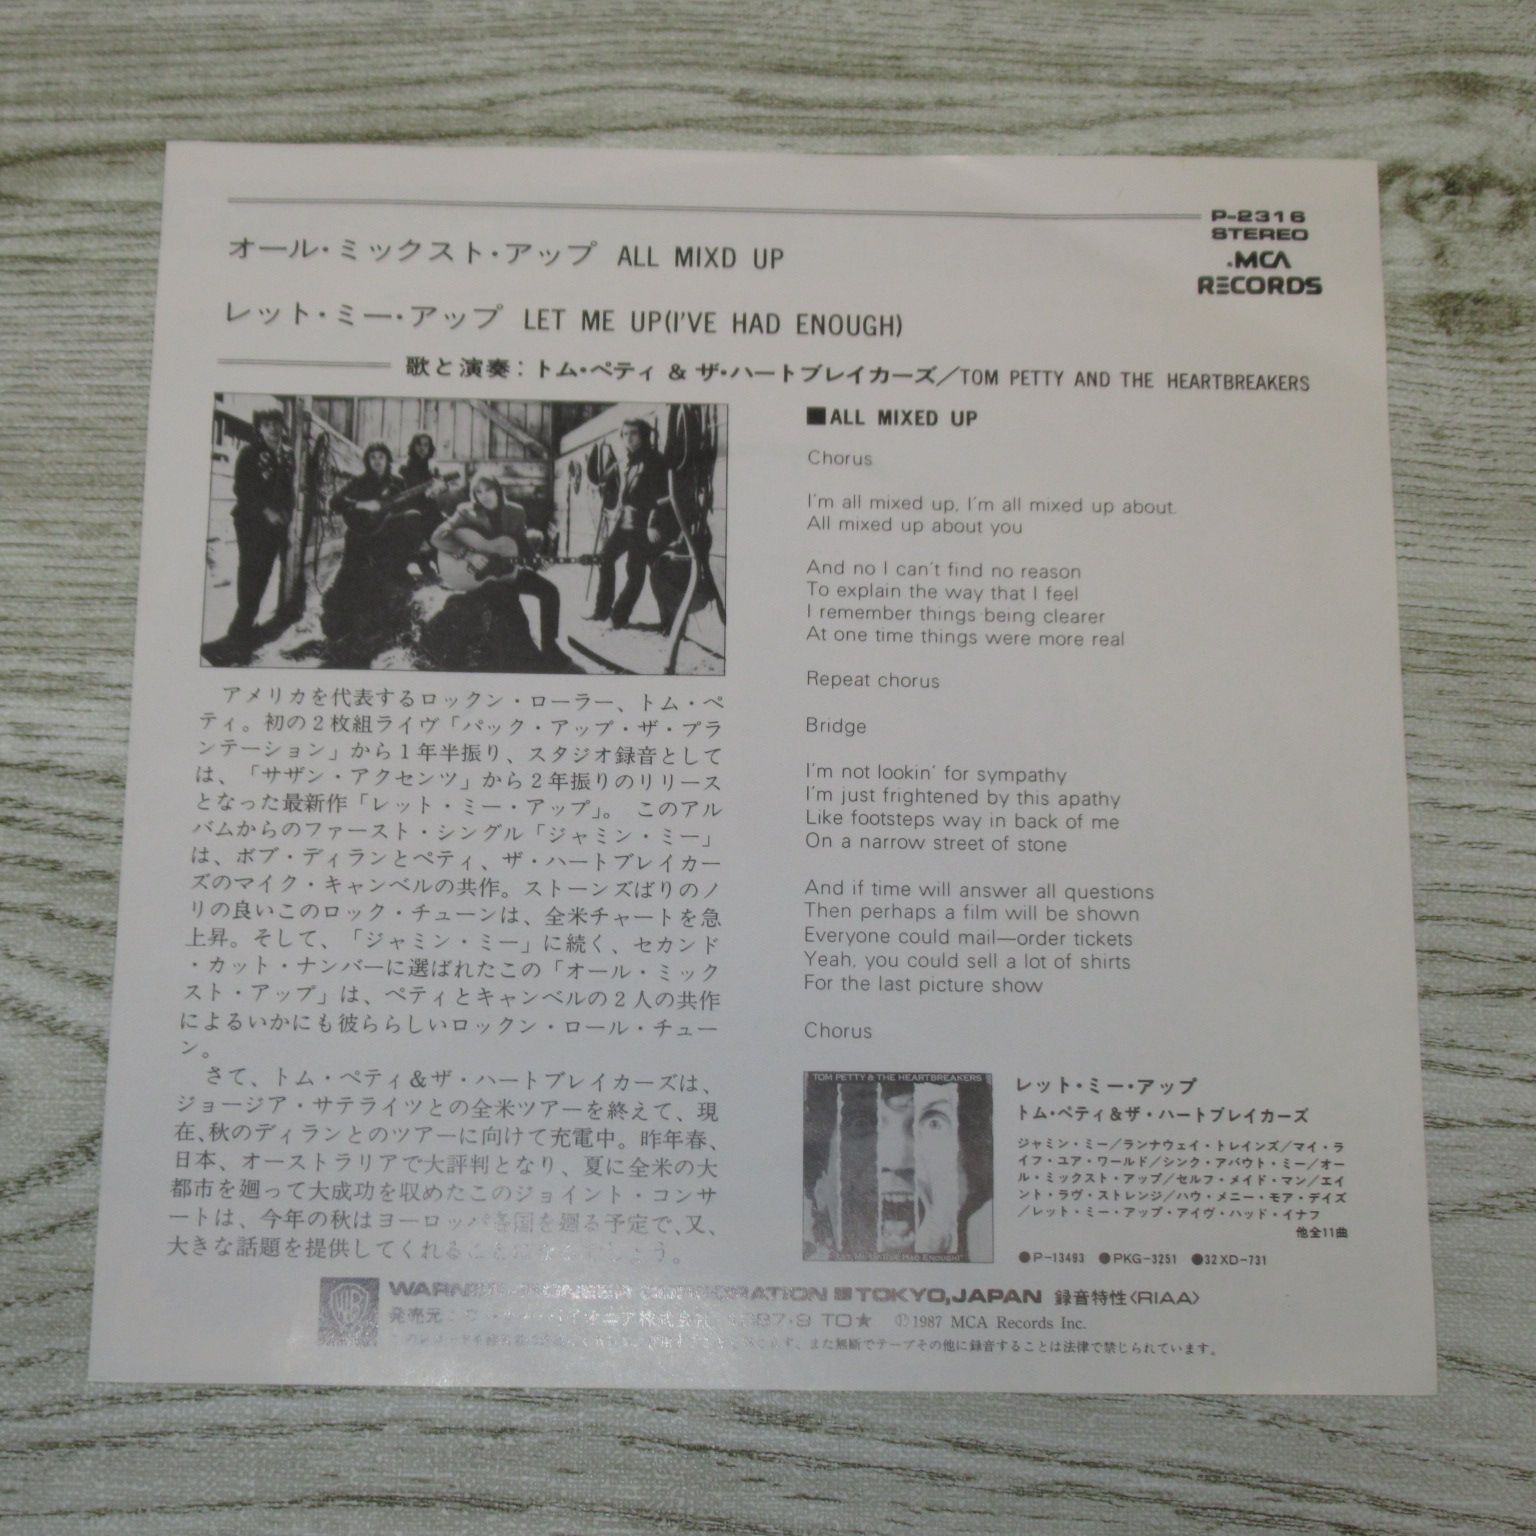 P-2316
STEREO
MCA
RECORDS
オール・ミックスト・アップ ALL MIXD UP
レット・ミー・アップ LET ME UP(I'VE HAD ENOUGH)
歌と演奏：トム・ペティ & ザ・ハートブレイカーズ／TOM PETTY AND THE HEARTBREAKERS
アメリカを代表するロックン・ローラー、トム・ペ
ティ。初の2枚組ライヴ「パック・アップ・ザ・プラ
ンテーション」から1年半振り、スタジオ録音として
は、「サザン・アクセンツ」から2年振りのリリース
となった最新作「レット・ミー・アップ」。このアル
バムからのファースト・シングル「ジャミン・ミー」
は、ボブ・ディランとペティ、ザ・ハートブレイカー
ズのマイク・キャンベルの共作。ストーンズばりのノ
リの良いこのロック・チューンは、全米チャートを急
上昇。そして、「ジャミン・ミー」に続く、セカンド
・カット・ナンバーに選ばれたこの「オール・ミック
スト・アップ」は、ペティとキャンベルの2人の共作
によるいかにも彼ららしいロックン・ロール・チュー
ン。
さて、トム・ペティ&ザ・ハートブレイカーズは、
ジョージア・サテライツとの全米ツアーを終えて、現
在、秋のディランとのツアーに向けて充電中。昨年春、
日本、オーストラリアで大評判となり、夏に全米の大
都市を廻って大成功を収めたこのジョイント・コンサ
ートは、今年の秋はヨーロッパ各国を廻る予定で、又、
大きな話題を提供してくれる
■ALL MIXED UP
Chorus
I'm all mixed up, I'm all mixed up about.
All mixed up about you
And no I can't find no reason
To explain the way that I feel
I remember things being clearer
At one time things were more real
Repeat chorus
Bridge
I'm not lookin' for sympathy
I'm just frightened by this apathy
Like footsteps way in back of me
On a narrow street of stone
And if time will answer all questions
Then perhaps a film will be shown
Everyone could mail—order tickets
Yeah, you could sell a lot of shirts
For the last picture show
Chorus
TOM PETTY & THE HEARTBREAKERS
レット・ミー・アップ
トム・ペティ&ザ・ハートブレイカーズ
ジャミン・ミー／ランナウェイ・トレインズ／マイ・ラ
イフ・ユア・ワールド／シンク・アバウト・ミー／オー
ル・ミックスト・アップ／セルフ・メイド・マン／エイ
ント・ラヴ・ストレンジ／ハウ・メニー・モア・デイズ
／レット・ミー・アップ・アイヴ・ハッド・イナフ
他全11曲
●P-13493 ●PKG-3251 ●32XD-731
WARNER-PIONEER CORPORATION TOKYO, JAPAN 録音特性〈RIAA〉
発売元 株式会社 TO★ ℗1987 MCA Records Inc.
また無断でテープその他に録音することは法律で禁じられています。